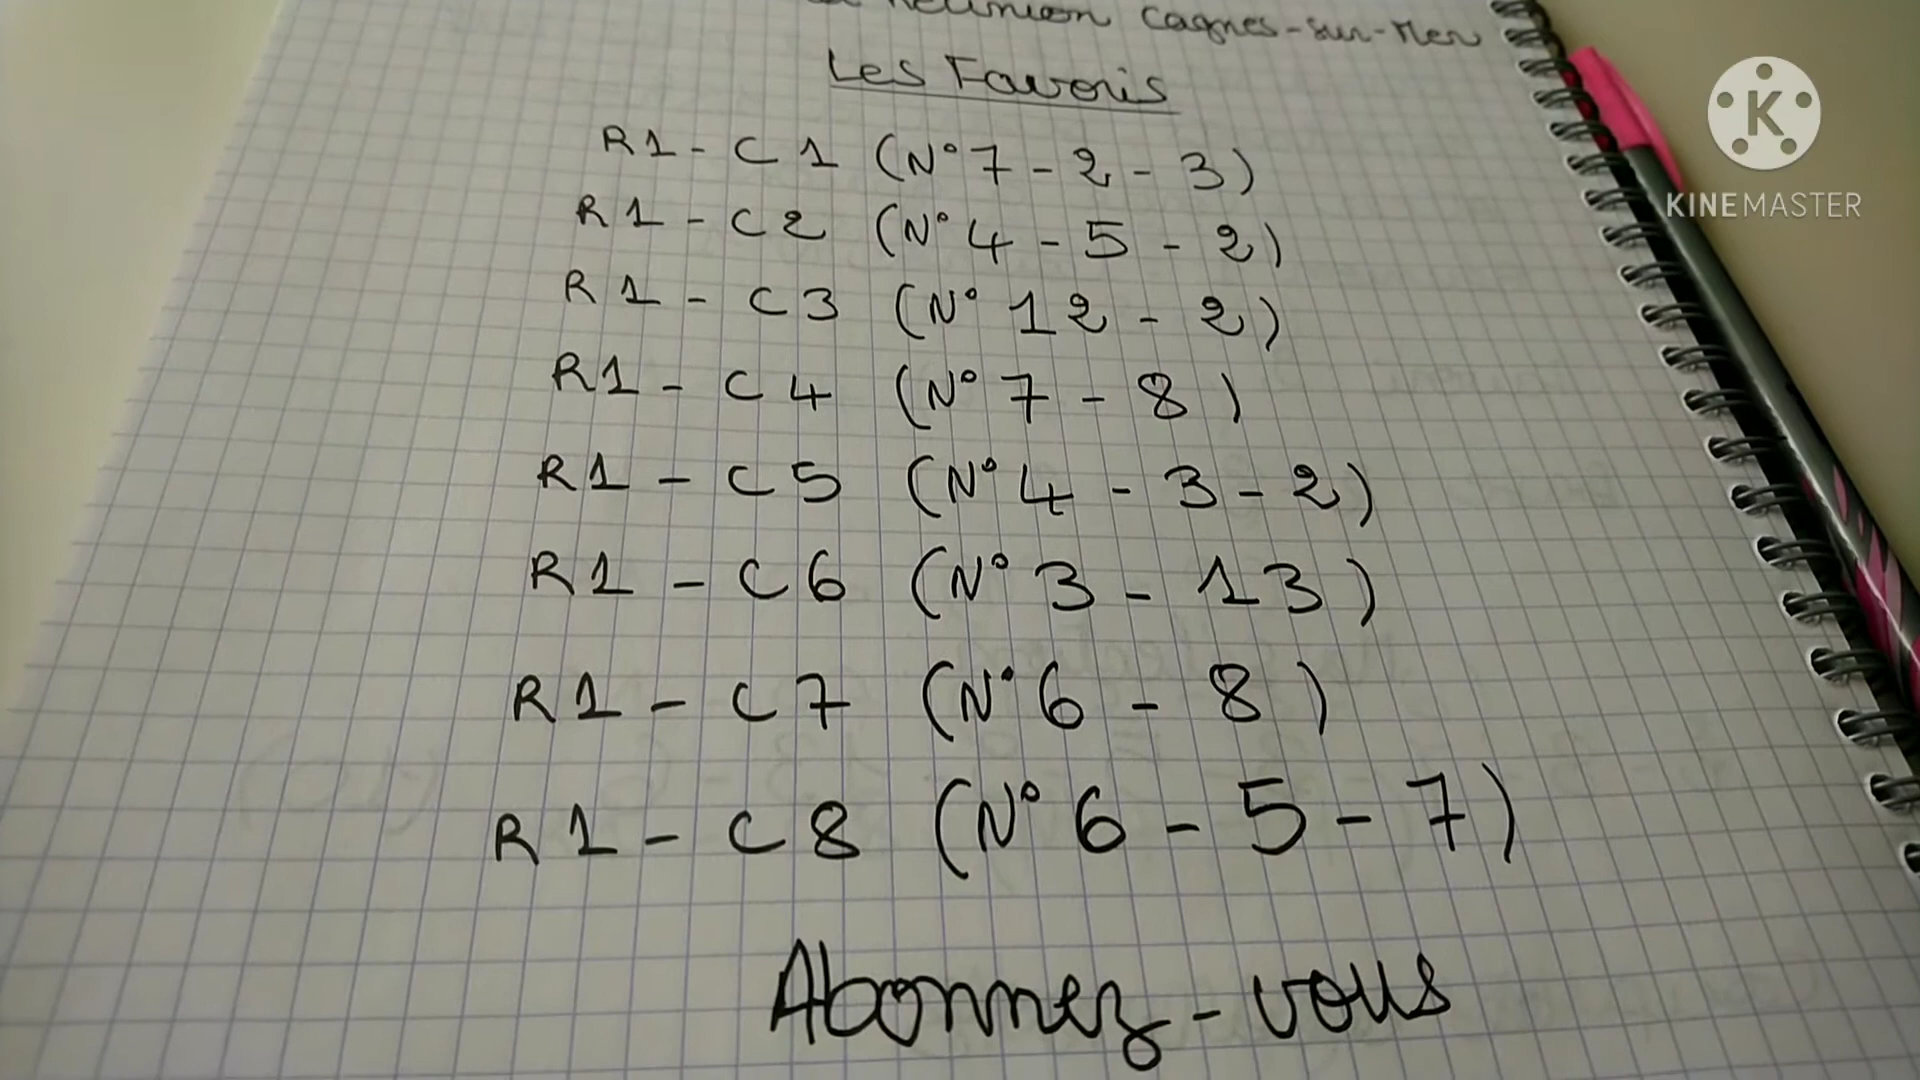 Réunion Cagnes-sur-Mer
Les Favoris
R1 - C1 (N° 7 - 2 - 3)
R1 - C2 (N° 4 - 5 - 2)
R1 - C3 (N° 12 - 2)
R1 - C4 (N° 7 - 8)
R1 - C5 (N° 4 - 3 - 2)
R1 - C6 (N° 3 - 13)
R1 - C7 (N° 6 - 8)
R1 - C8 (N° 6 - 5 - 7)
Abonnez-vous
K
KINEMASTER